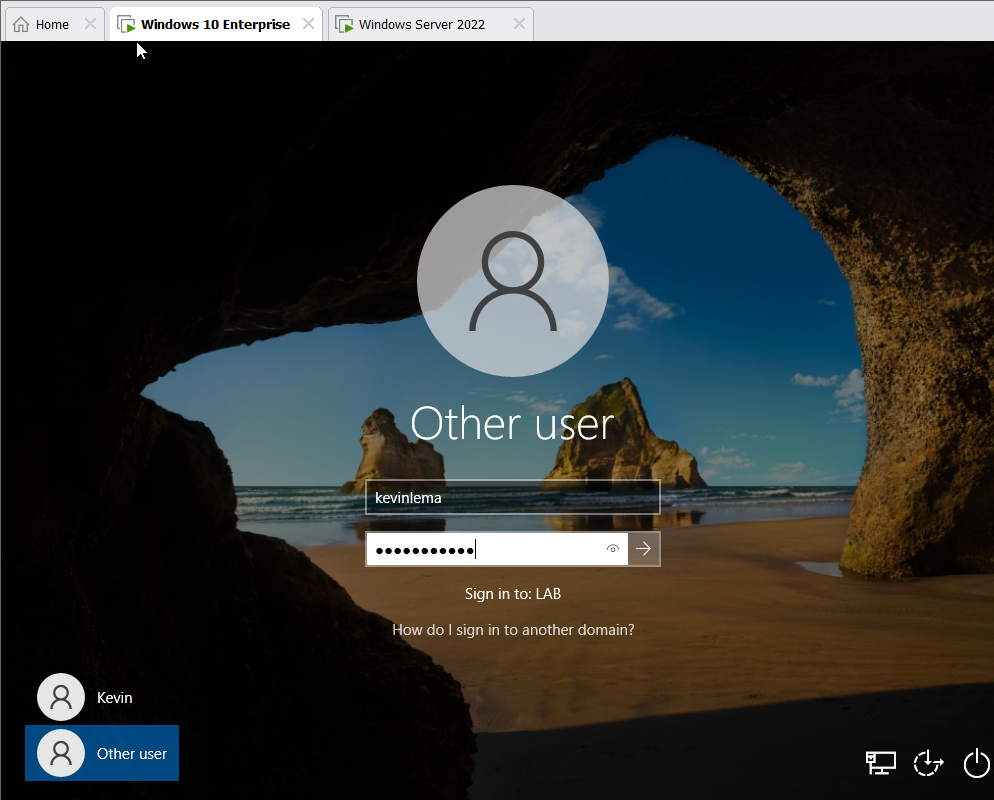 Home
Windows 10 Enterprise
Windows Server 2022
Other user
kevinlema
●●●●●●●●●●●
Sign in to: LAB
How do I sign in to another domain?
Kevin
Other user